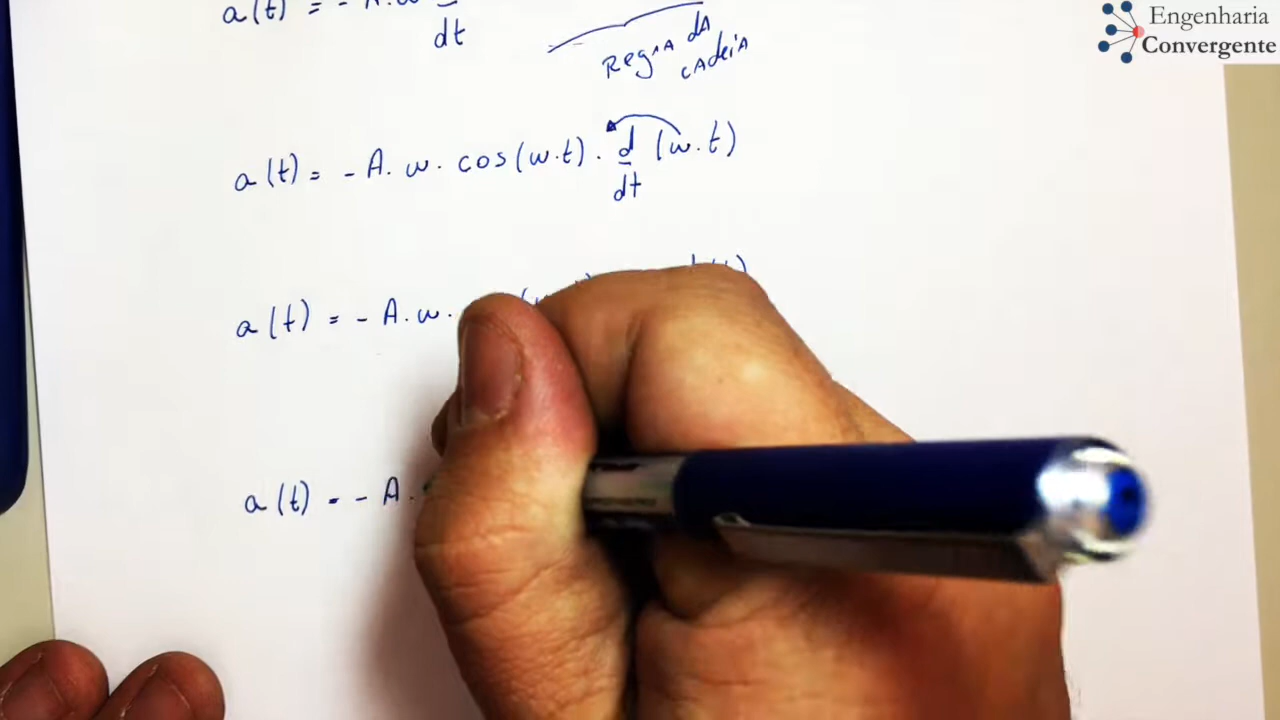 a(t) = - A.w
dt
Regra da
cadeia
a(t) = - A. w. cos(w.t) . d (w.t)
dt
a(t) = - A. w.
a(t) = - A.
Engenharia
Convergente